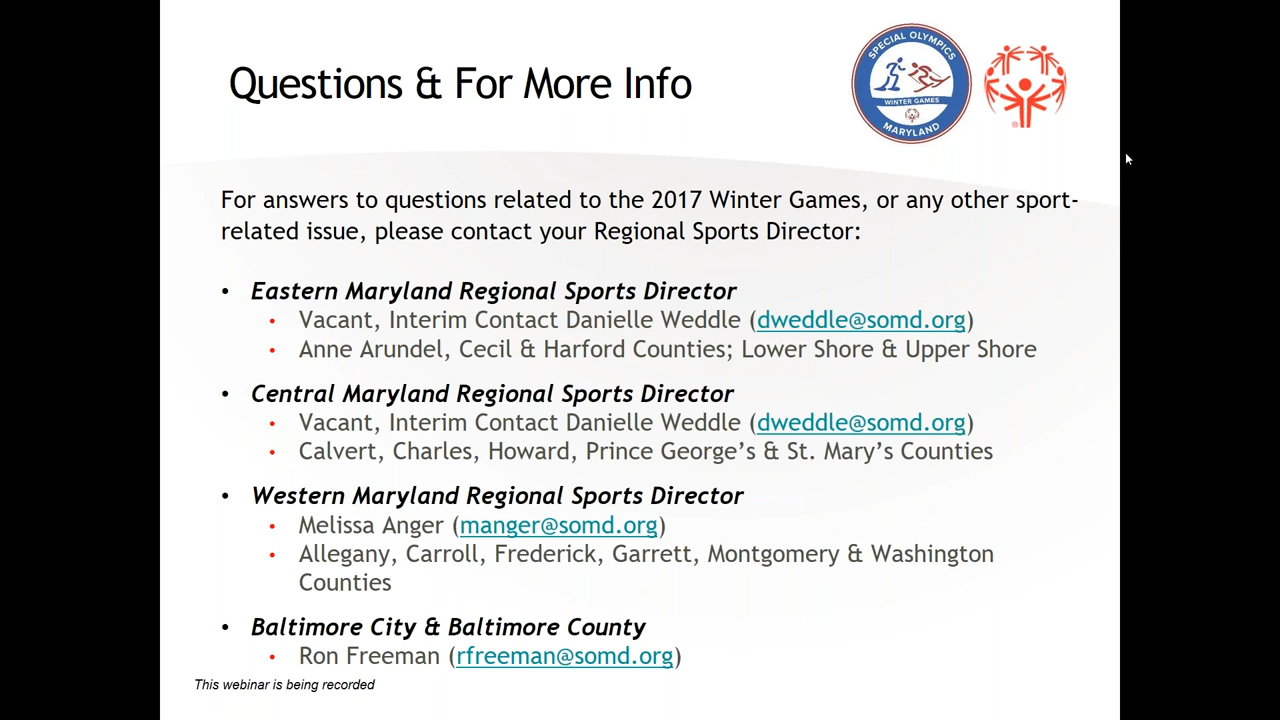 Questions & For More Info
SPECIAL OLYMPICS
WINTER GAMES
MARYLAND
®
For answers to questions related to the 2017 Winter Games, or any other sport-
related issue, please contact your Regional Sports Director:
• Eastern Maryland Regional Sports Director
• Vacant, Interim Contact Danielle Weddle (dweddle@somd.org)
• Anne Arundel, Cecil & Harford Counties; Lower Shore & Upper Shore
• Central Maryland Regional Sports Director
• Vacant, Interim Contact Danielle Weddle (dweddle@somd.org)
• Calvert, Charles, Howard, Prince George’s & St. Mary’s Counties
• Western Maryland Regional Sports Director
• Melissa Anger (manger@somd.org)
• Allegany, Carroll, Frederick, Garrett, Montgomery & Washington
Counties
• Baltimore City & Baltimore County
• Ron Freeman (rfreeman@somd.org)
This webinar is being recorded